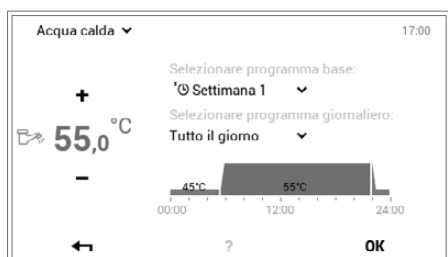 Acqua calda
17:00
Selezionare programma base:
Settimana 1
+
Selezionare programma giornaliero:
55,0 °C
Tutto il giorno
−
45°C 55°C
00:00 12:00 24:00
? OK